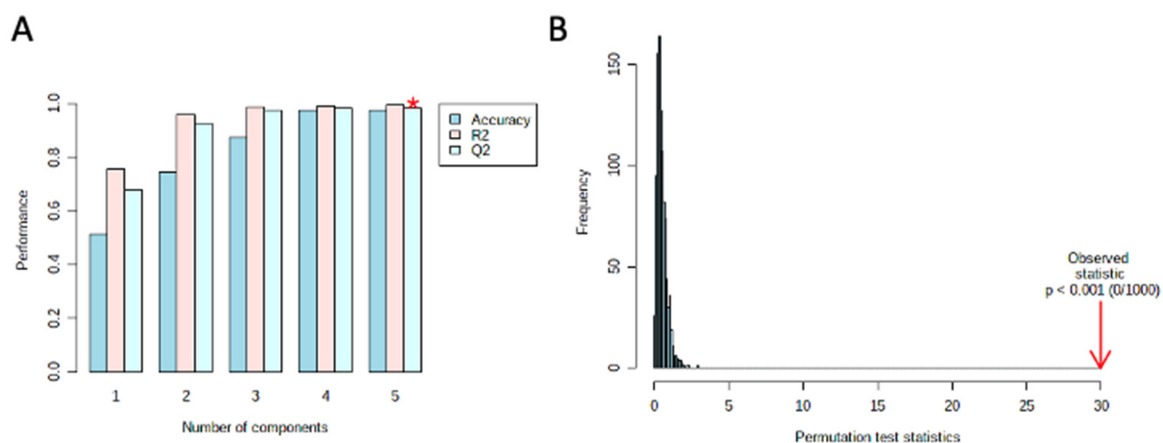 A
1.0
0.8
0.6
0.4
0.2
0.0
Performance
1 2 3 4 5
Number of components
*
Accuracy
R2
Q2
B
150
100
50
0
Frequency
0 5 10 15 20 25 30
Permutation test statistics
Observed
statistic
p < 0.001 (0/1000)